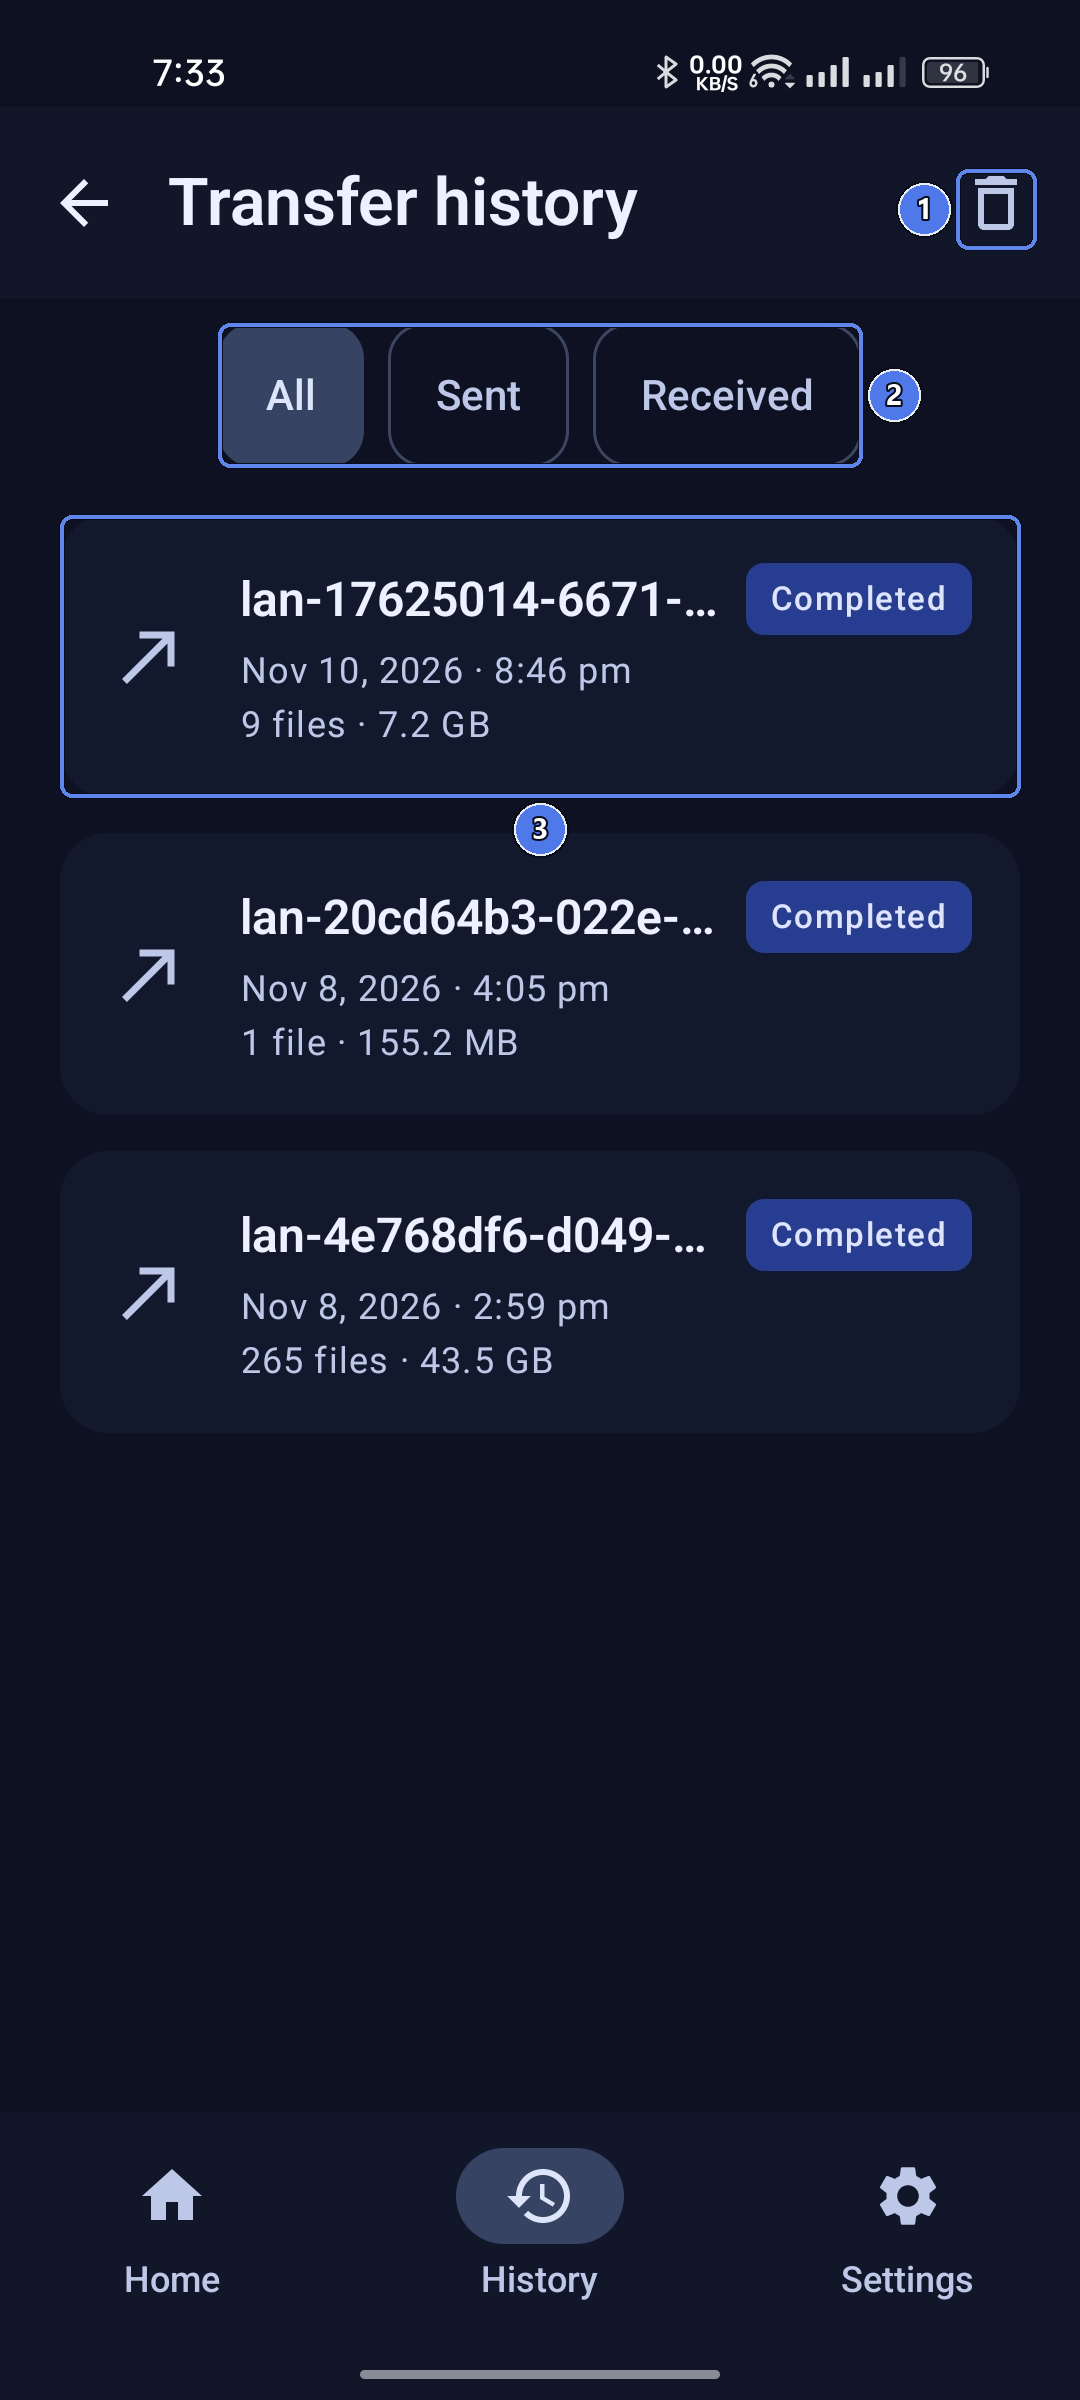 7:33
0.00
KB/S
6
96
Transfer history
1
All
Sent
Received
2
lan-17625014-6671-...
Completed
Nov 10, 2026 · 8:46 pm
9 files · 7.2 GB
3
lan-20cd64b3-022e-...
Completed
Nov 8, 2026 · 4:05 pm
1 file · 155.2 MB
lan-4e768df6-d049-...
Completed
Nov 8, 2026 · 2:59 pm
265 files · 43.5 GB
Home
History
Settings